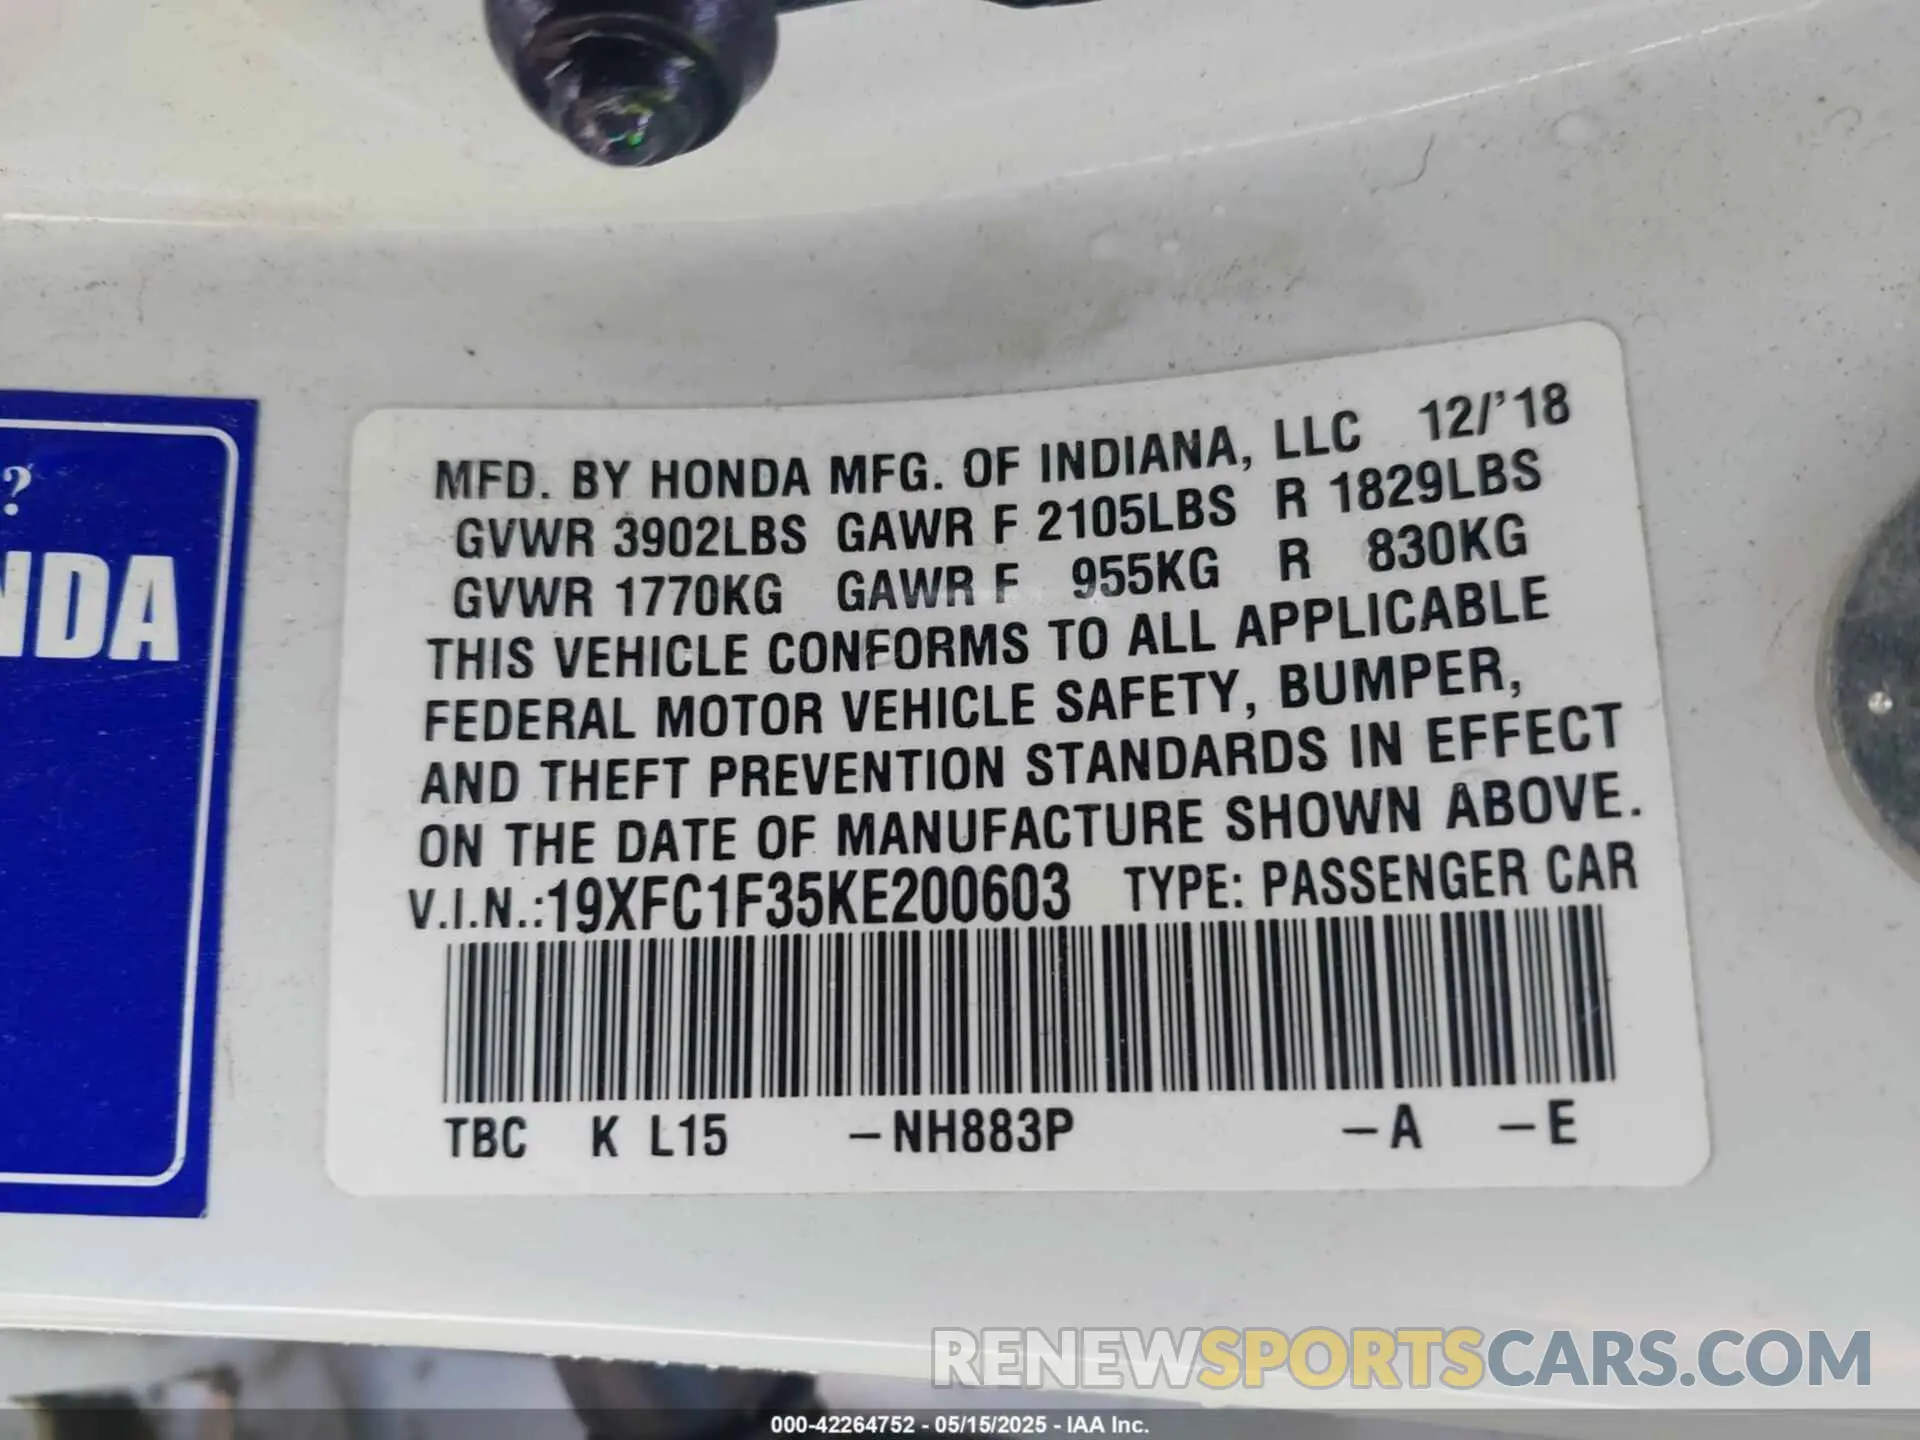 ?
NDA
MFD. BY HONDA MFG. OF INDIANA, LLC 12/'18
GVWR 3902LBS GAWR F 2105LBS R 1829LBS
GVWR 1770KG GAWR F 955KG R 830KG
THIS VEHICLE CONFORMS TO ALL APPLICABLE
FEDERAL MOTOR VEHICLE SAFETY, BUMPER,
AND THEFT PREVENTION STANDARDS IN EFFECT
ON THE DATE OF MANUFACTURE SHOWN ABOVE.
V.I.N.:19XFC1F35KE200603 TYPE: PASSENGER CAR
TBC K L15 –NH883P –A –E
RENEWSPORTSCARS.COM
000-42264752 - 05/15/2025 - IAA Inc.